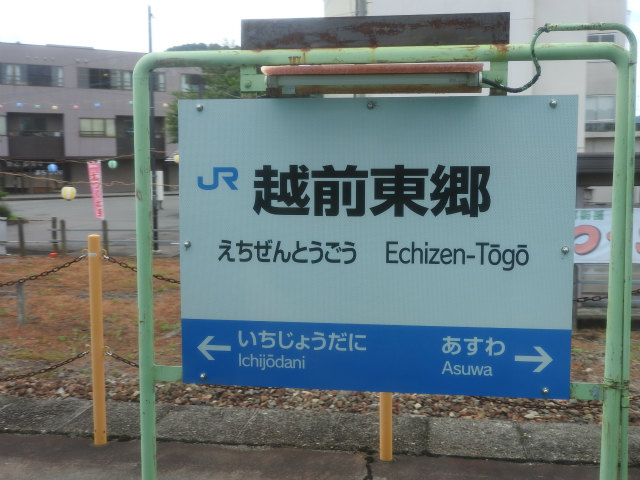 JR 越前東郷
えちぜんとうごう Echizen-Tōgō
← いちじょうだに あすわ →
Ichijōdani Asuwa